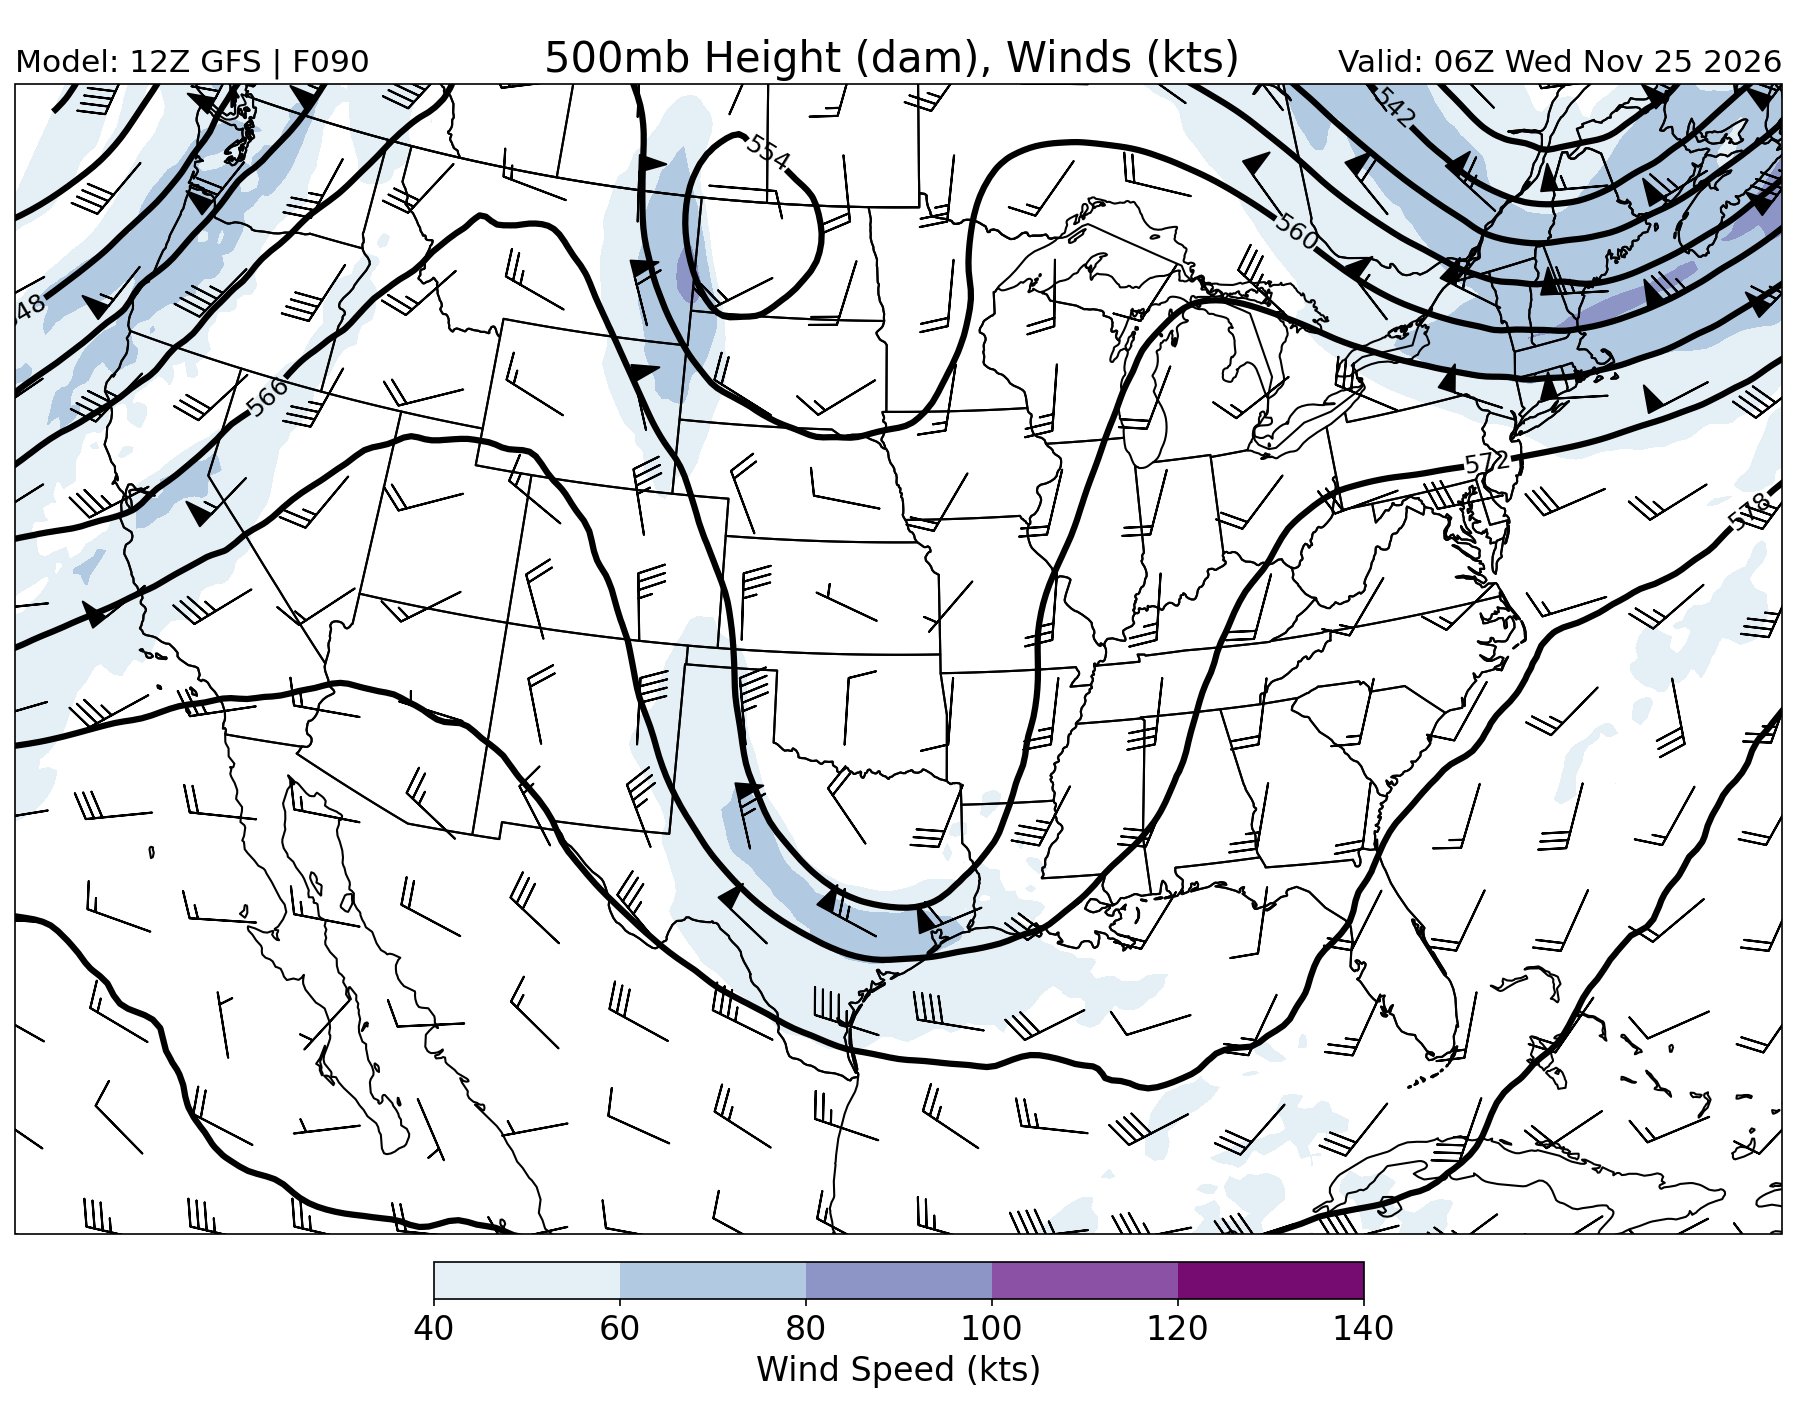 Model: 12Z GFS | F090
500mb Height (dam), Winds (kts)
Valid: 06Z Wed Nov 25 2026
542
554
560
548
566
572
578
40 60 80 100 120 140
Wind Speed (kts)